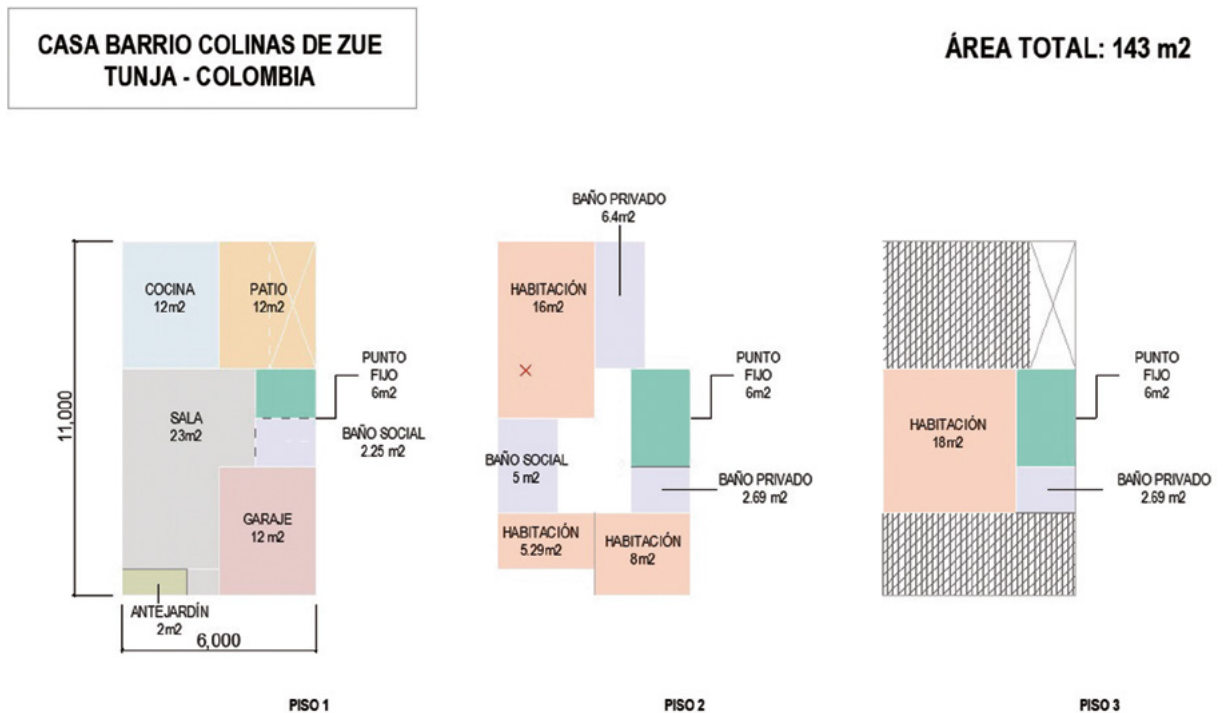 CASA BARRIO COLINAS DE ZUE
TUNJA - COLOMBIA
ÁREA TOTAL: 143 m2
11,000
COCINA
12m2
PATIO
12m2
SALA
23m2
PUNTO
FIJO
6m2
BAÑO SOCIAL
2.25 m2
GARAJE
12 m2
ANTEJARDÍN
2m2
6,000
PISO 1
BAÑO PRIVADO
6.4m2
HABITACIÓN
16m2
PUNTO
FIJO
6m2
BAÑO SOCIAL
5 m2
BAÑO PRIVADO
2.69 m2
HABITACIÓN
5.29m2
HABITACIÓN
8m2
PISO 2
PUNTO
FIJO
6m2
HABITACIÓN
18m2
BAÑO PRIVADO
2.69 m2
PISO 3